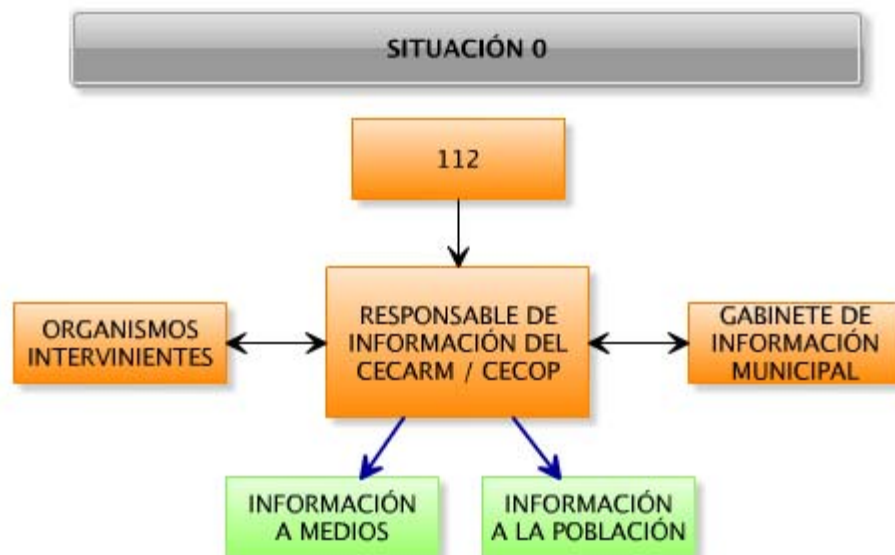 SITUACIÓN 0
112
ORGANISMOS
INTERVINIENTES
RESPONSABLE DE
INFORMACIÓN DEL
CECARM / CECOP
GABINETE DE
INFORMACIÓN
MUNICIPAL
INFORMACIÓN
A MEDIOS
INFORMACIÓN
A LA POBLACIÓN